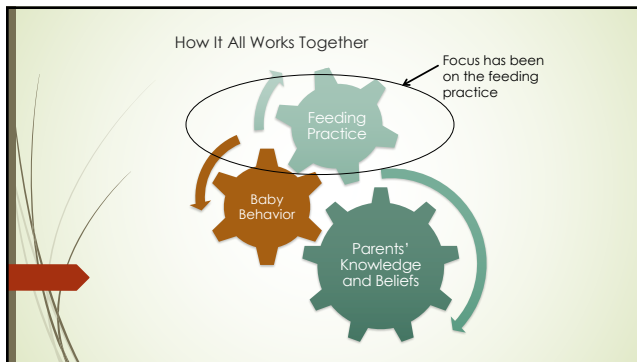 How It All Works Together
Focus has been
on the feeding
practice
Feeding
Practice
Baby
Behavior
Parents'
Knowledge
and Beliefs